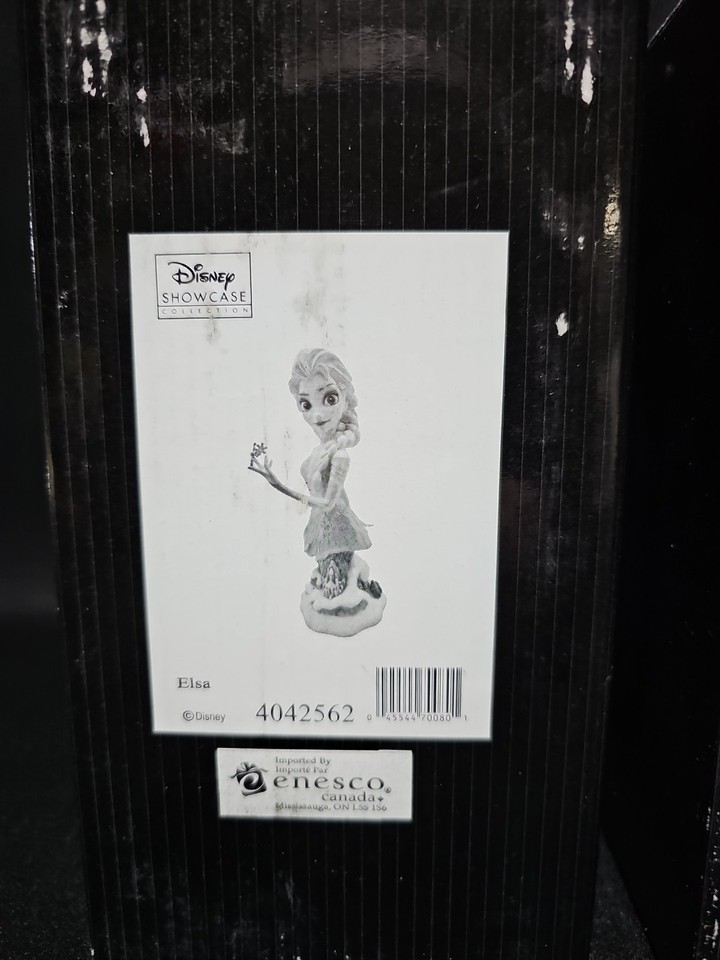 Disney
SHOWCASE
COLLECTION
Elsa
©Disney
4042562
0 45544 70080 1
Imported By
Importé Par
enesco®
canada
Mississauga, ON L5S 1S6